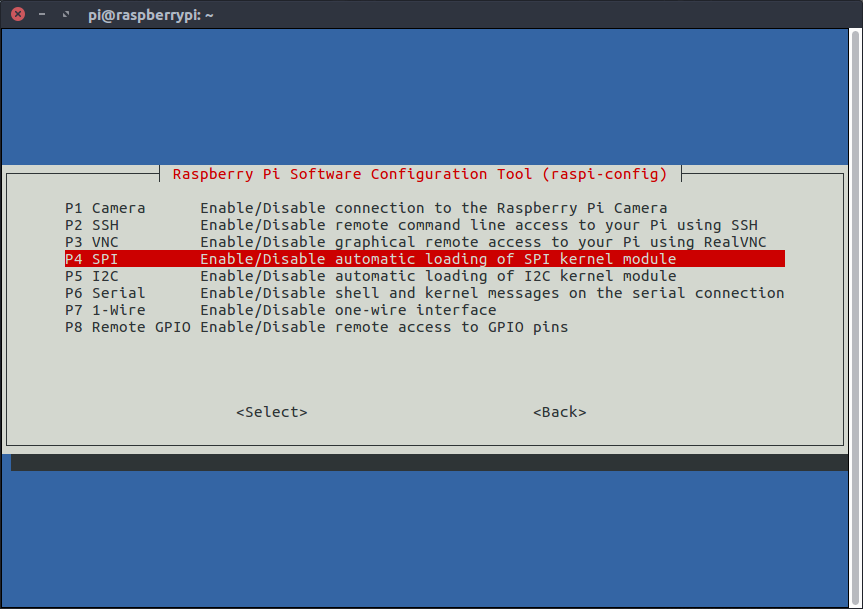 pi@raspberrypi: ~
Raspberry Pi Software Configuration Tool (raspi-config)
P1 Camera Enable/Disable connection to the Raspberry Pi Camera
P2 SSH Enable/Disable remote command line access to your Pi using SSH
P3 VNC Enable/Disable graphical remote access to your Pi using RealVNC
P4 SPI Enable/Disable automatic loading of SPI kernel module
P5 I2C Enable/Disable automatic loading of I2C kernel module
P6 Serial Enable/Disable shell and kernel messages on the serial connection
P7 1-Wire Enable/Disable one-wire interface
P8 Remote GPIO Enable/Disable remote access to GPIO pins
<Select> <Back>